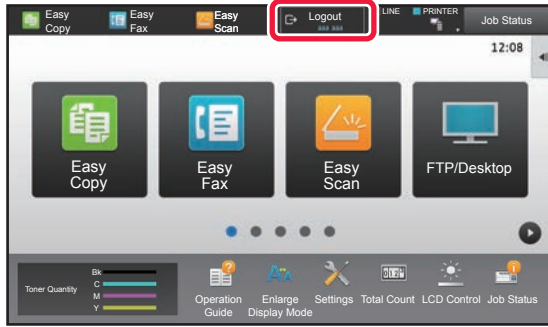 Easy
Copy
Easy
Fax
Easy
Scan
Logout
LINE
PRINTER
Job Status
12:08
Easy
Copy
Easy
Fax
Easy
Scan
FTP/Desktop
Toner Quantity
Bk
C
M
Y
Operation
Guide
Enlarge
Display Mode
Settings
Total Count
LCD Control
Job Status